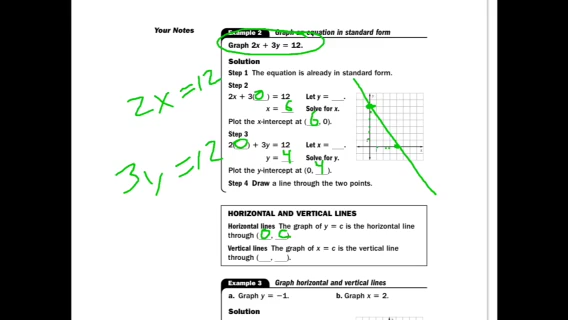 Your Notes
Example 2 Graph an equation in standard form
Graph 2x + 3y = 12.
Solution
Step 1 The equation is already in standard form.
Step 2
2x + 3(0) = 12 Let y = __.
x = 6 Solve for x.
Plot the x-intercept at (6, 0).
Step 3
2(0) + 3y = 12 Let x = __.
y = 4 Solve for y.
Plot the y-intercept at (0, 4).
Step 4 Draw a line through the two points.
2x = 12
3y = 12
HORIZONTAL AND VERTICAL LINES
Horizontal lines The graph of y = c is the horizontal line
through (0, c).
Vertical lines The graph of x = c is the vertical line
through (__, __).
Example 3 Graph horizontal and vertical lines
a. Graph y = −1. b. Graph x = 2.
Solution